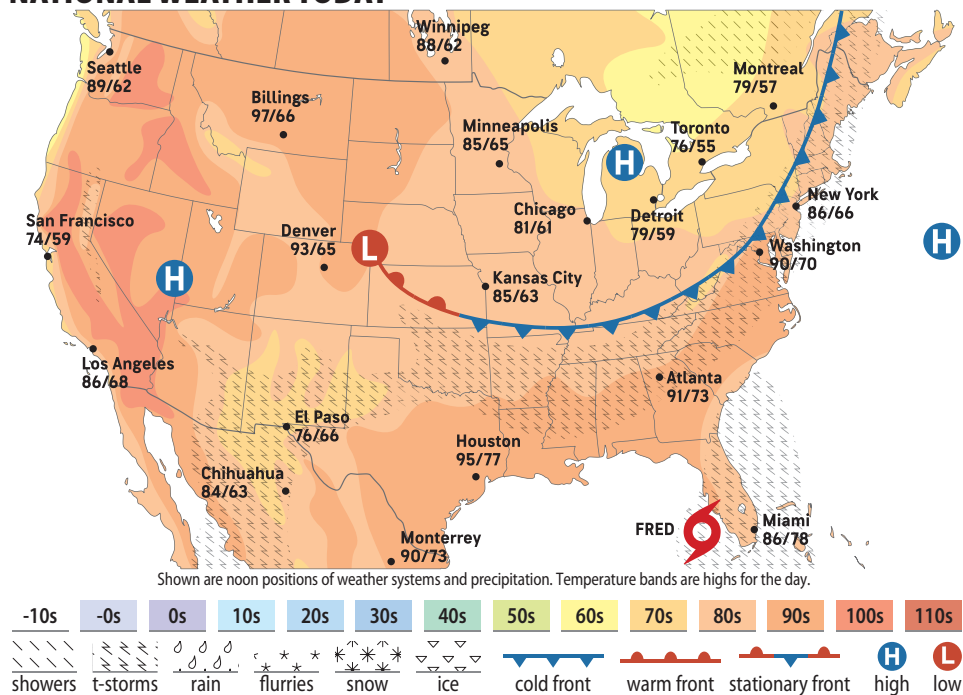 NATIONAL WEATHER TODAY
Winnipeg
88/62
Seattle
89/62
Montreal
79/57
Billings
97/66
Minneapolis
85/65
Toronto
76/55
H
New York
86/66
Chicago
81/61
Detroit
79/59
San Francisco
74/59
Denver
93/65
L
Washington
90/70
H
H
Kansas City
85/63
Los Angeles
86/68
Atlanta
91/73
El Paso
76/66
Houston
95/77
Chihuahua
84/63
FRED
Miami
86/78
Monterrey
90/73
Shown are noon positions of weather systems and precipitation. Temperature bands are highs for the day.
-10s -0s 0s 10s 20s 30s 40s 50s 60s 70s 80s 90s 100s 110s
H L
showers t-storms rain flurries snow ice cold front warm front stationary front high low